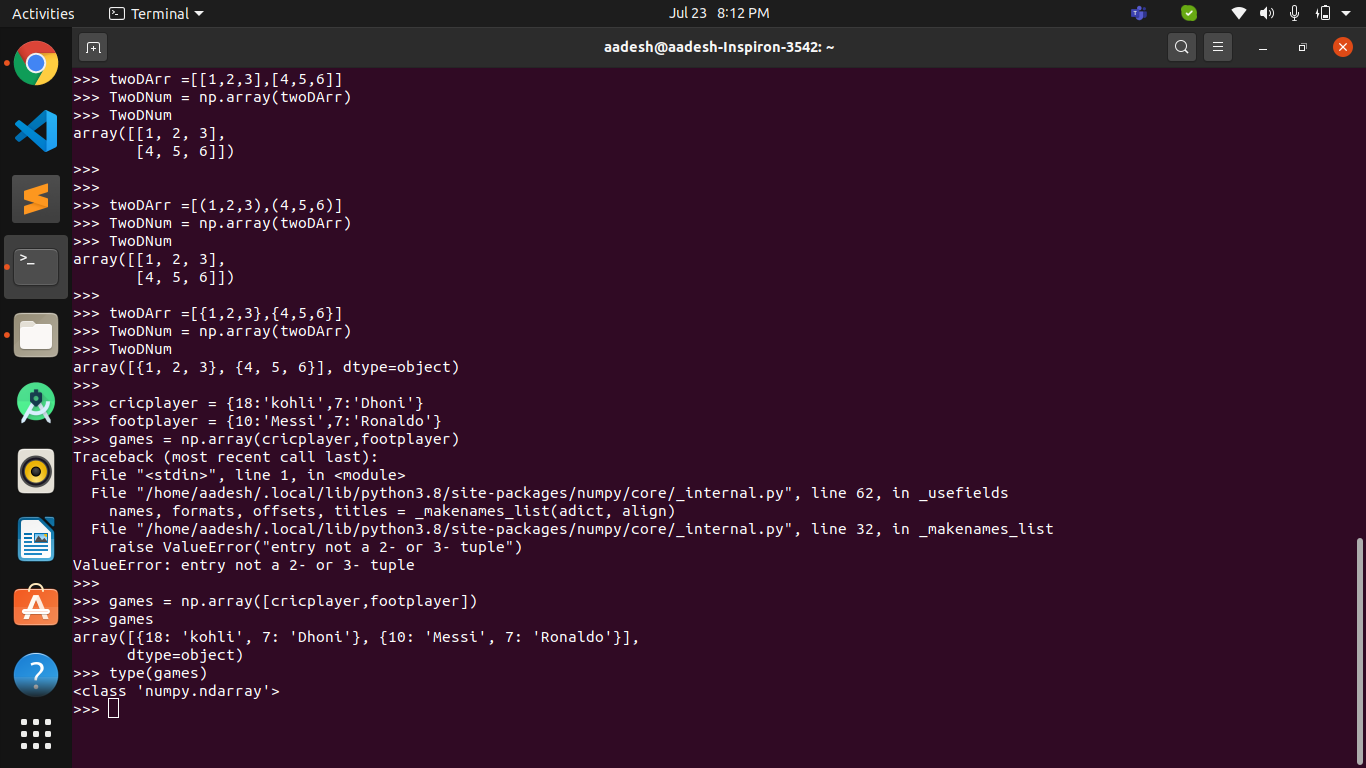 Activities
Terminal
Jul 23 8:12 PM
aadesh@aadesh-Inspiron-3542: ~
>>> twoDArr =[[1,2,3],[4,5,6]]
>>> TwoDNum = np.array(twoDArr)
>>> TwoDNum
array([[1, 2, 3],
       [4, 5, 6]])
>>>
>>>
>>> twoDArr =[(1,2,3),(4,5,6)]
>>> TwoDNum = np.array(twoDArr)
>>> TwoDNum
array([[1, 2, 3],
       [4, 5, 6]])
>>>
>>> twoDArr =[{1,2,3},{4,5,6}]
>>> TwoDNum = np.array(twoDArr)
>>> TwoDNum
array([{1, 2, 3}, {4, 5, 6}], dtype=object)
>>>
>>> cricplayer = {18:'kohli',7:'Dhoni'}
>>> footplayer = {10:'Messi',7:'Ronaldo'}
>>> games = np.array(cricplayer,footplayer)
Traceback (most recent call last):
  File "<stdin>", line 1, in <module>
  File "/home/aadesh/.local/lib/python3.8/site-packages/numpy/core/_internal.py", line 62, in _usefields
    names, formats, offsets, titles = _makenames_list(adict, align)
  File "/home/aadesh/.local/lib/python3.8/site-packages/numpy/core/_internal.py", line 32, in _makenames_list
    raise ValueError("entry not a 2- or 3- tuple")
ValueError: entry not a 2- or 3- tuple
>>>
>>> games = np.array([cricplayer,footplayer])
>>> games
array([{18: 'kohli', 7: 'Dhoni'}, {10: 'Messi', 7: 'Ronaldo'}],
      dtype=object)
>>> type(games)
<class 'numpy.ndarray'>
>>>